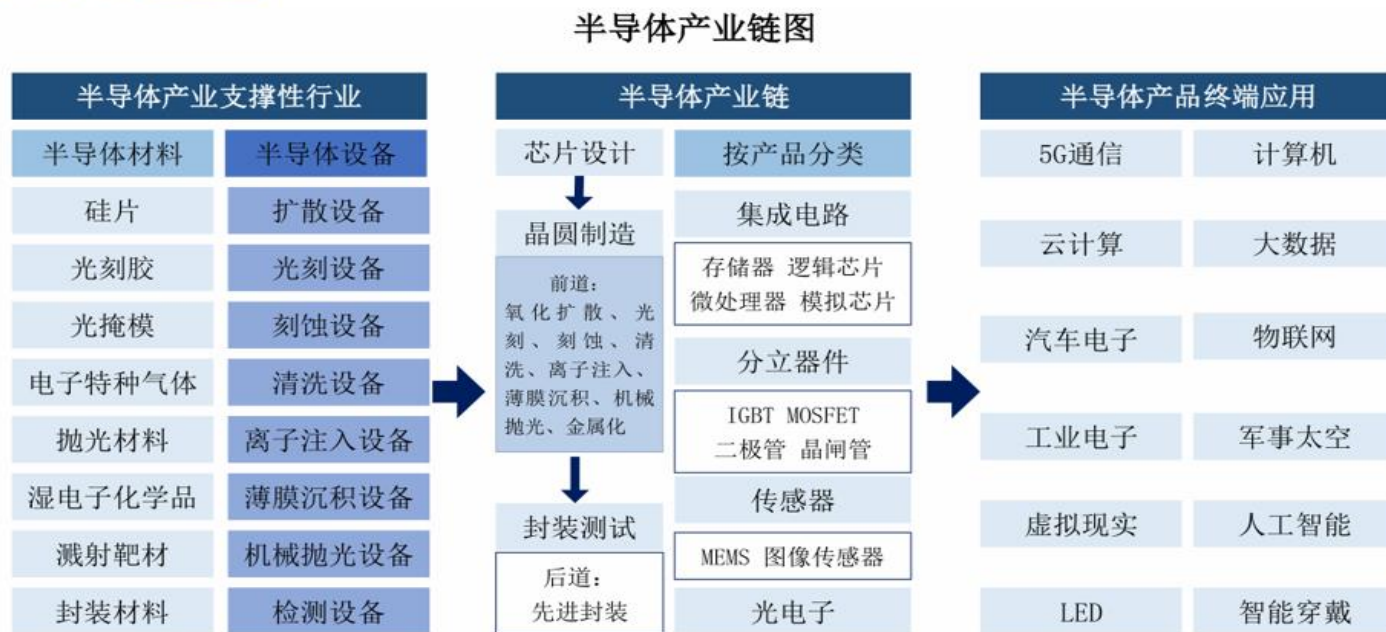 半导体产业链图
半导体产业支撑性行业
半导体材料
半导体设备
硅片
扩散设备
光刻胶
光刻设备
光掩模
刻蚀设备
电子特种气体
清洗设备
抛光材料
离子注入设备
湿电子化学品
薄膜沉积设备
溅射靶材
机械抛光设备
封装材料
检测设备
半导体产业链
芯片设计
晶圆制造
前道:
氧化扩散、光
刻、刻蚀、清
洗、离子注入、
薄膜沉积、机械
抛光、金属化
封装测试
后道:
先进封装
按产品分类
集成电路
存储器 逻辑芯片
微处理器 模拟芯片
分立器件
IGBT MOSFET
二极管 晶闸管
传感器
MEMS 图像传感器
光电子
半导体产品终端应用
5G通信
计算机
云计算
大数据
汽车电子
物联网
工业电子
军事太空
虚拟现实
人工智能
LED
智能穿戴